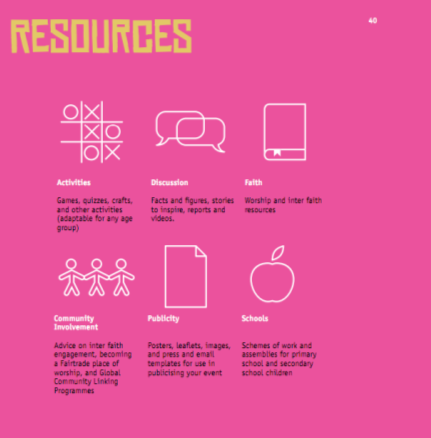 RESOURCES
40
Activities
Games, quizzes, crafts,
and other activities
(adaptable for any age
group)
Discussion
Facts and figures, stories
to inspire, reports and
videos.
Faith
Worship and inter faith
resources
Community
Involvement
Advice on inter faith
engagement, becoming
a Fairtrade place of
worship, and Global
Community Linking
Programmes
Publicity
Posters, leaflets, images,
and press and email
templates for use in
publicising your event
Schools
Schemes of work and
assemblies for primary
school and secondary
school children